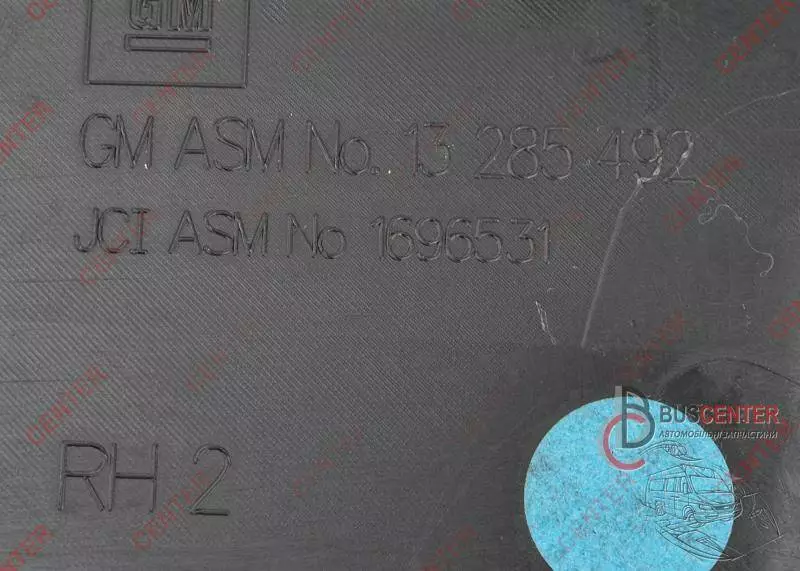 GM
GM ASM No. 13 285 492
JCI ASM No 1696531
RH 2
BUSCENTER
АВТОМОБІЛЬНІ ЗАПЧАСТИНИ